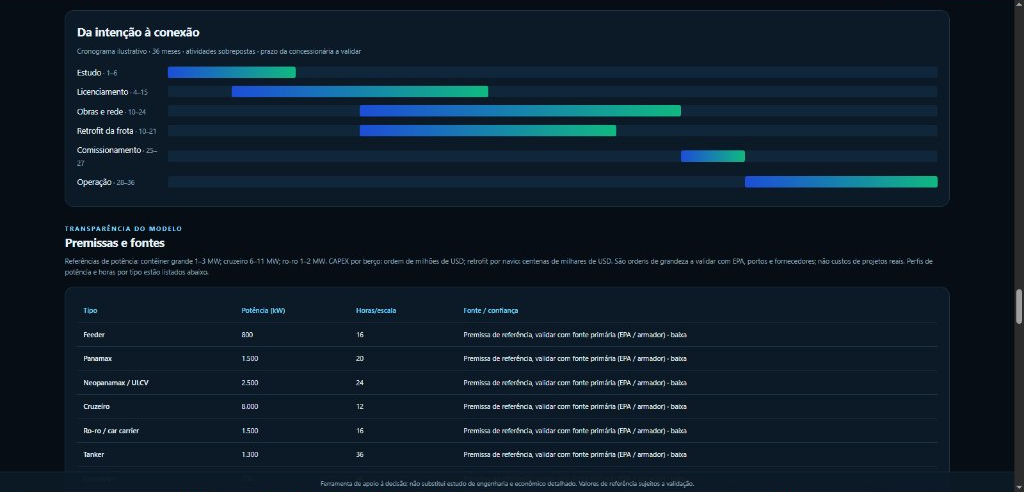 Da intenção à conexão
Cronograma ilustrativo · 36 meses · atividades sobrepostas · prazo da concessionária a validar
Estudo · 1–6
Licenciamento · 4–15
Obras e rede · 10–24
Retrofit da frota · 10–21
Comissionamento · 25–
27
Operação · 28–36
TRANSPARÊNCIA DO MODELO
Premissas e fontes
Referências de potência: contêiner grande 1–3 MW; cruzeiro 6–11 MW; ro-ro 1–2 MW. CAPEX por berço: ordem de milhões de USD; retrofit por navio: centenas de milhares de USD. São ordens de grandeza a validar com EPA, portos e fornecedores; não custos de projetos reais. Perfis de
potência e horas por tipo estão listados abaixo.
Tipo Potência (kW) Horas/escala Fonte / confiança
Feeder 800 16 Premissa de referência, validar com fonte primária (EPA / armador) · baixa
Panamax 1.500 20 Premissa de referência, validar com fonte primária (EPA / armador) · baixa
Neopanamax / ULCV 2.500 24 Premissa de referência, validar com fonte primária (EPA / armador) · baixa
Cruzeiro 8.000 12 Premissa de referência, validar com fonte primária (EPA / armador) · baixa
Ro-ro / car carrier 1.500 16 Premissa de referência, validar com fonte primária (EPA / armador) · baixa
Tanker 1.300 36 Premissa de referência, validar com fonte primária (EPA / armador) · baixa
Ferramenta de apoio à decisão; não substitui estudo de engenharia e econômico detalhado. Valores de referência sujeitos a validação.